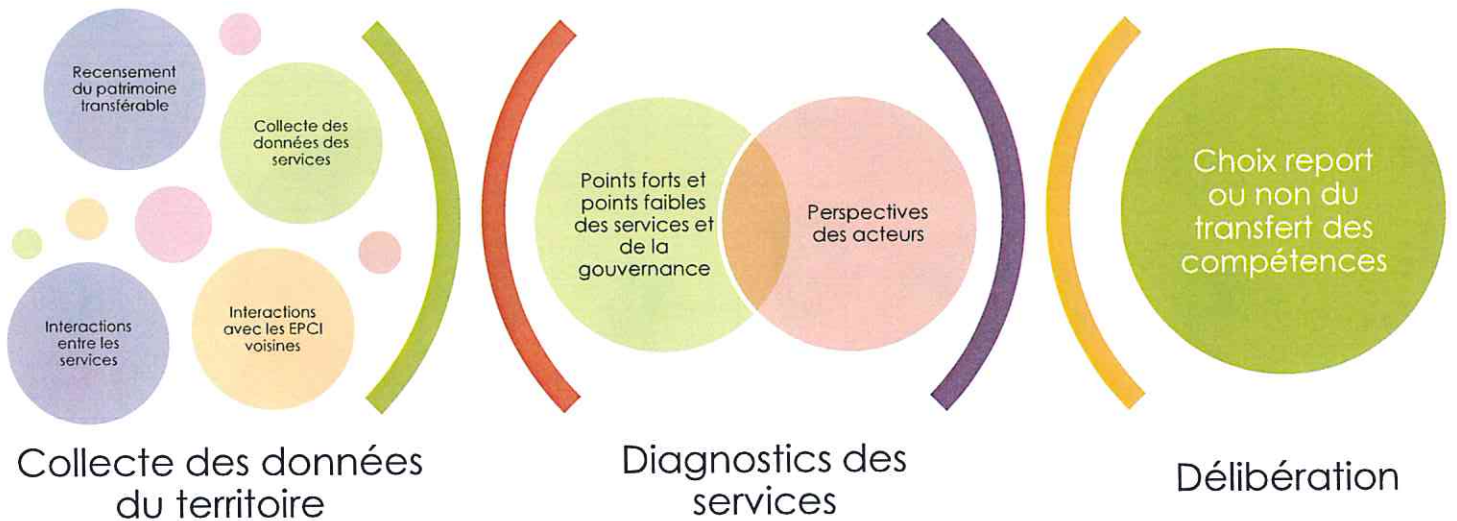 Recensement
du patrimoine
transférable
Collecte des
données des
services
Interactions
entre les
services
Interactions
avec les EPCI
voisines
Collecte des données
du territoire
Points forts et
points faibles
des services et
de la
gouvernance
Perspectives
des acteurs
Diagnostics des
services
Choix report
ou non du
transfert des
compétences
Délibération